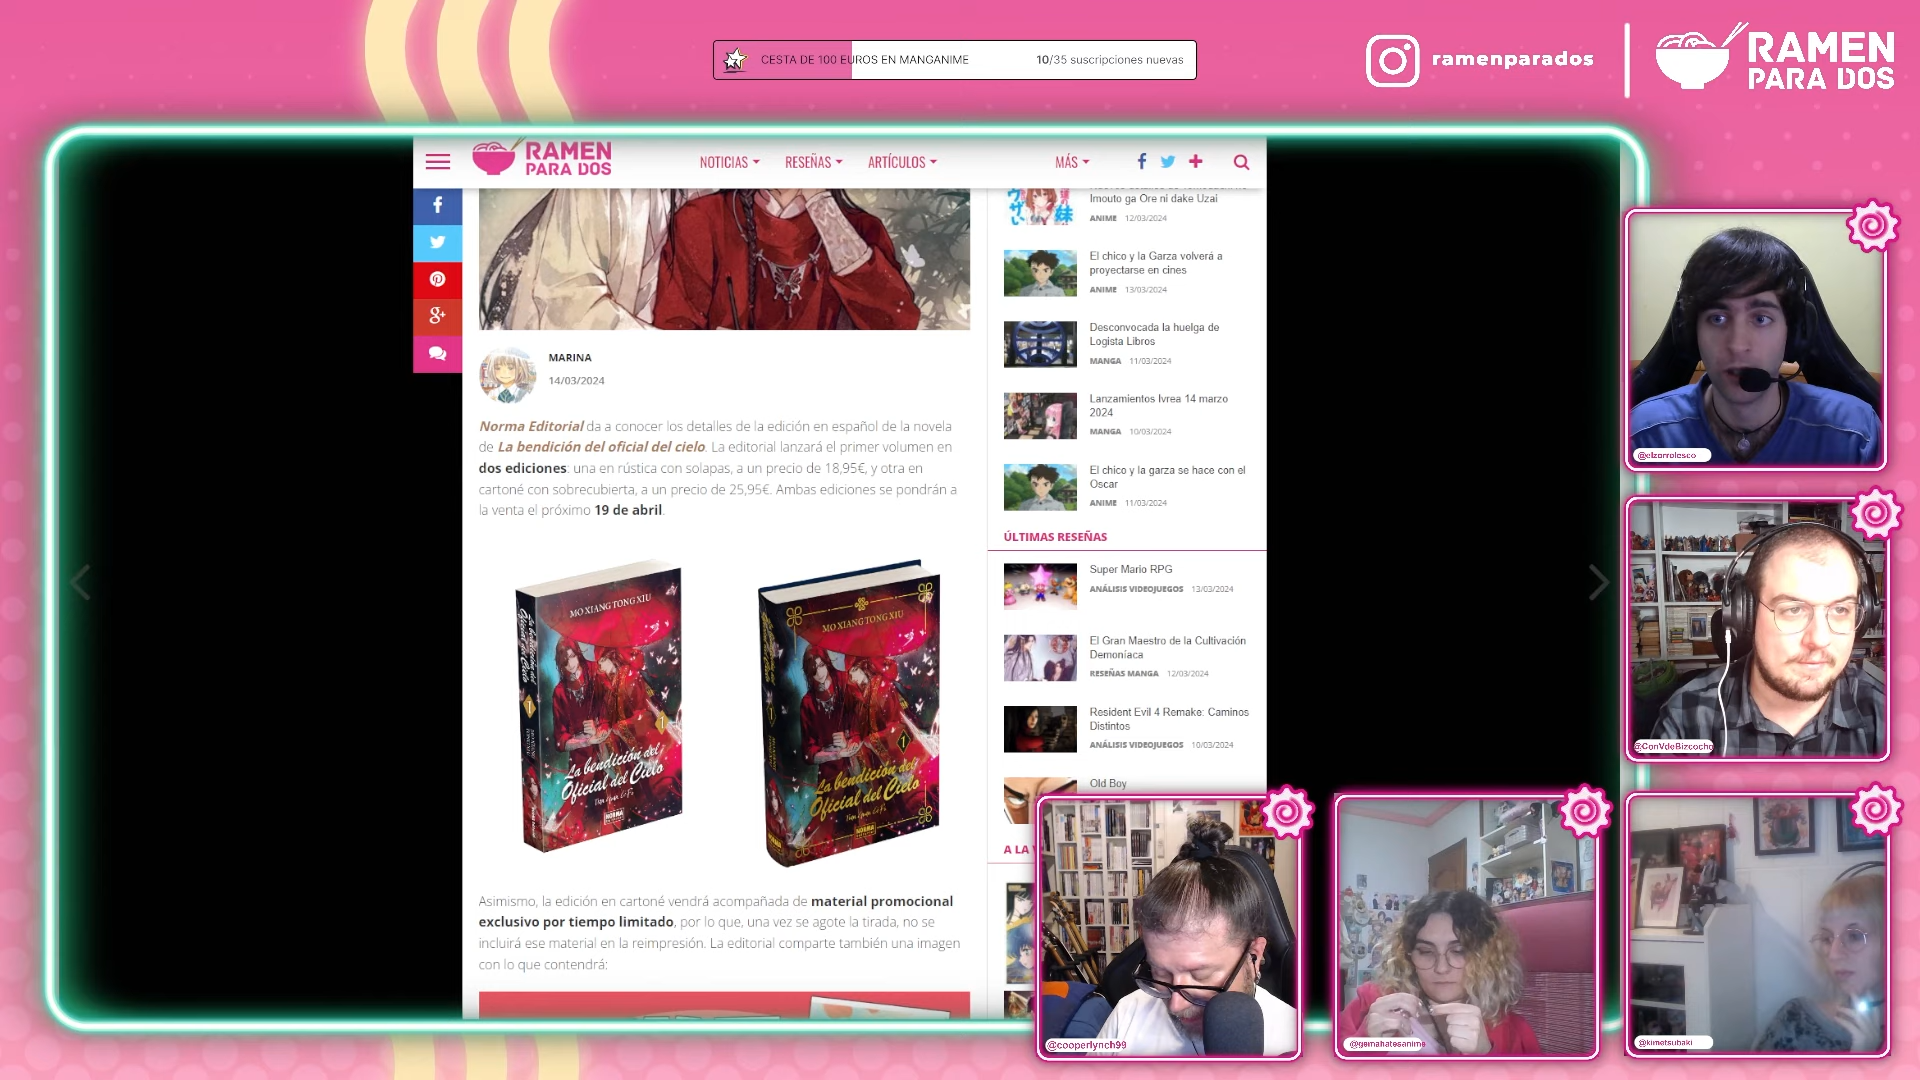 CESTA DE 100 EUROS EN MANGANIME
10/35 suscripciones nuevas
ramenparados
RAMEN
PARA DOS
RAMEN
PARA DOS
NOTICIAS
RESEÑAS
ARTÍCULOS
MÁS
MARINA
14/03/2024
Norma Editorial da a conocer los detalles de la edición en español de la novela
de La bendición del oficial del cielo. La editorial lanzará el primer volumen en
dos ediciones: una en rústica con solapas, a un precio de 18,95€, y otra en
cartoné con sobrecubierta, a un precio de 25,95€. Ambas ediciones se pondrán a
la venta el próximo 19 de abril.
MO XIANG TONG XIU
1
1
La bendición del
Oficial del Cielo
NORMA
MO XIANG TONG XIU
1
1
La bendición del
Oficial del Cielo
NORMA
Asimismo, la edición en cartoné vendrá acompañada de material promocional
exclusivo por tiempo limitado, por lo que, una vez se agote la tirada, no se
incluirá ese material en la reimpresión. La editorial comparte también una imagen
con lo que contendrá:
Imouto ga Ore ni dake Uzai
ANIME 12/03/2024
El chico y la Garza volverá a
proyectarse en cines
ANIME 13/03/2024
Desconvocada la huelga de
Logista Libros
MANGA 11/03/2024
Lanzamientos Ivrea 14 marzo
2024
MANGA 10/03/2024
El chico y la garza se hace con el
Oscar
ANIME 11/03/2024
ÚLTIMAS RESEÑAS
Super Mario RPG
ANÁLISIS VIDEOJUEGOS 13/03/2024
El Gran Maestro de la Cultivación
Demoníaca
RESEÑAS MANGA 12/03/2024
Resident Evil 4 Remake: Caminos
Distintos
ANÁLISIS VIDEOJUEGOS 10/03/2024
Old Boy
A LA
@elzorrolesco
@ConVdeBizcocho
@cooperlynch99
@gemahatesanime
@kimetsubaki